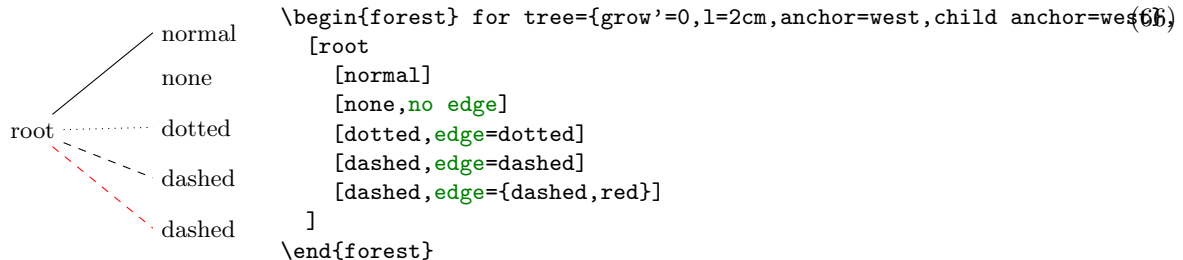 normal
none
root
dotted
dashed
dashed
\begin{forest} for tree={grow'=0,l=2cm,anchor=west,child anchor=west},
(66)
[root
[normal]
[none,no edge]
[dotted,edge=dotted]
[dashed,edge=dashed]
[dashed,edge={dashed,red}]
]
\end{forest}